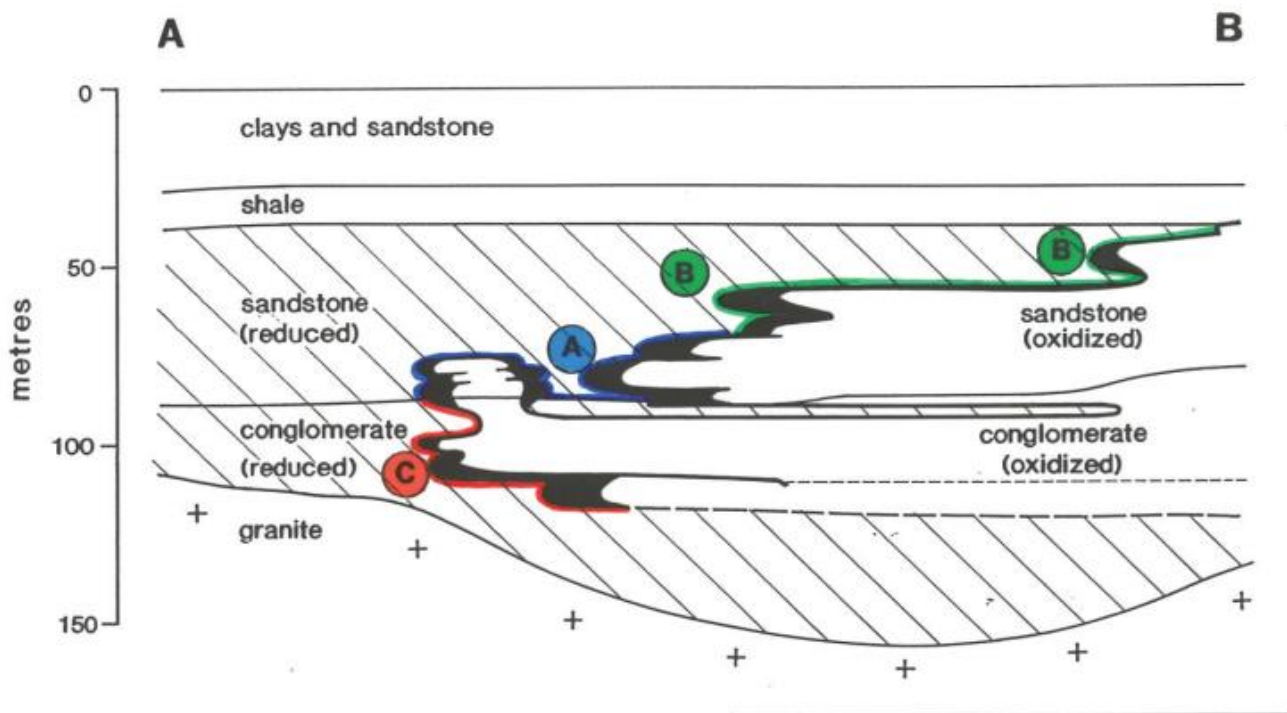 A
B
0
clays and sandstone
shale
50
B
B
sandstone
(reduced)
sandstone
(oxidized)
A
metres
100
conglomerate
(reduced)
conglomerate
(oxidized)
C
granite
150